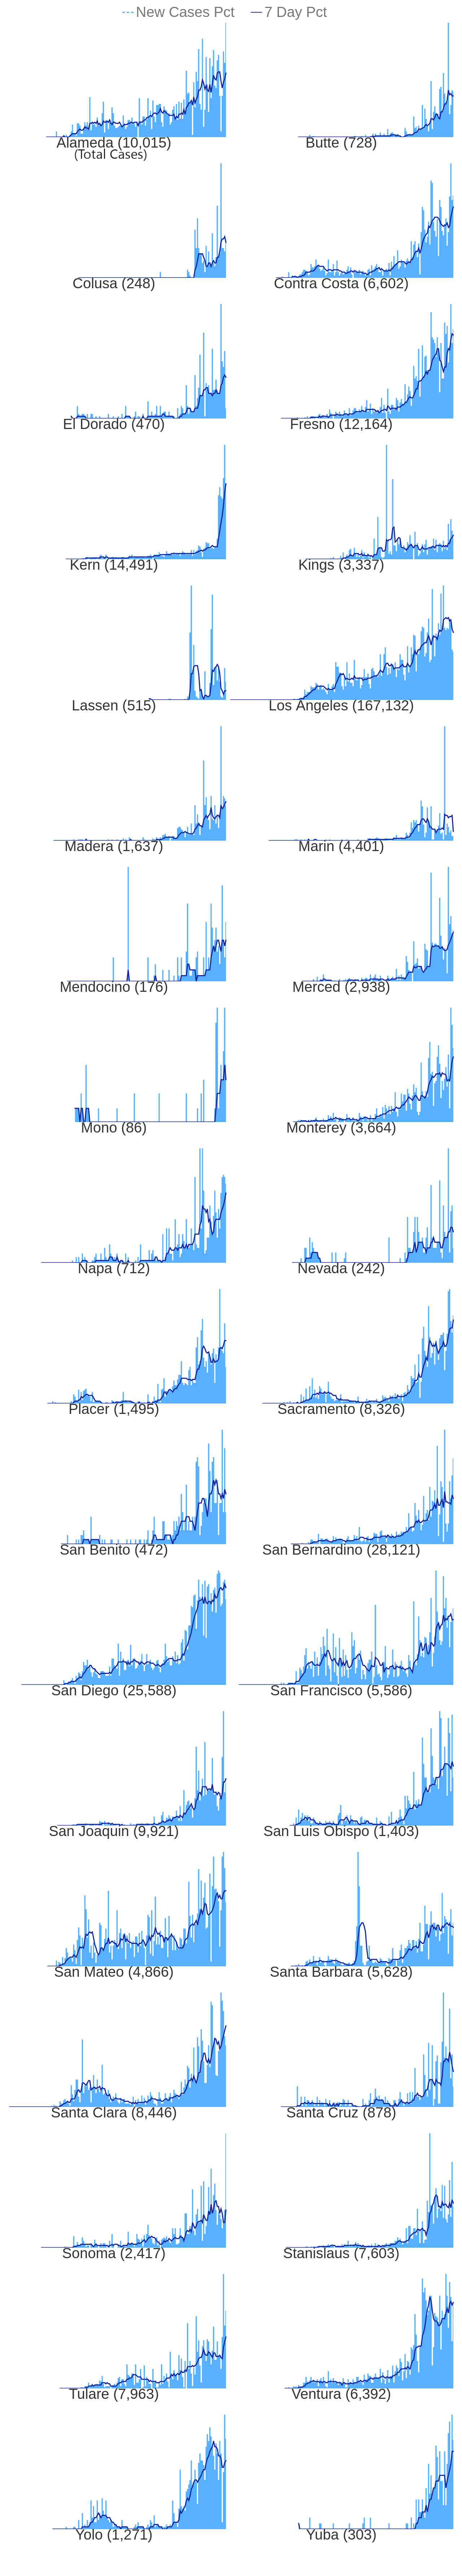 New Cases Pct 7 Day Pct
Alameda (10,015)
(Total Cases)
Butte (728)
Colusa (248)
Contra Costa (6,602)
El Dorado (470)
Fresno (12,164)
Kern (14,491)
Kings (3,337)
Lassen (515)
Los Angeles (167,132)
Madera (1,637)
Marin (4,401)
Mendocino (176)
Merced (2,938)
Mono (86)
Monterey (3,664)
Napa (712)
Nevada (242)
Placer (1,495)
Sacramento (8,326)
San Benito (472)
San Bernardino (28,121)
San Diego (25,588)
San Francisco (5,586)
San Joaquin (9,921)
San Luis Obispo (1,403)
San Mateo (4,866)
Santa Barbara (5,628)
Santa Clara (8,446)
Santa Cruz (878)
Sonoma (2,417)
Stanislaus (7,603)
Tulare (7,963)
Ventura (6,392)
Yolo (1,271)
Yuba (303)